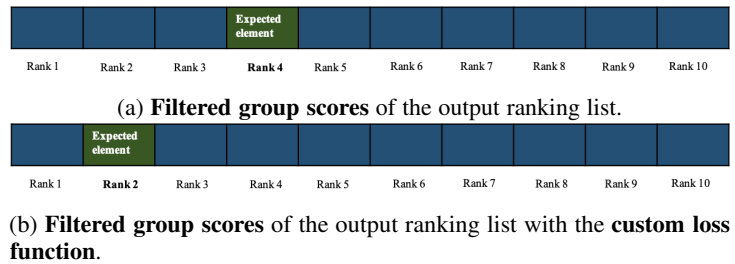 Expected
element
Rank 1 Rank 2 Rank 3 Rank 4 Rank 5 Rank 6 Rank 7 Rank 8 Rank 9 Rank 10
(a) Filtered group scores of the output ranking list.
Expected
element
Rank 1 Rank 2 Rank 3 Rank 4 Rank 5 Rank 6 Rank 7 Rank 8 Rank 9 Rank 10
(b) Filtered group scores of the output ranking list with the custom loss
function.